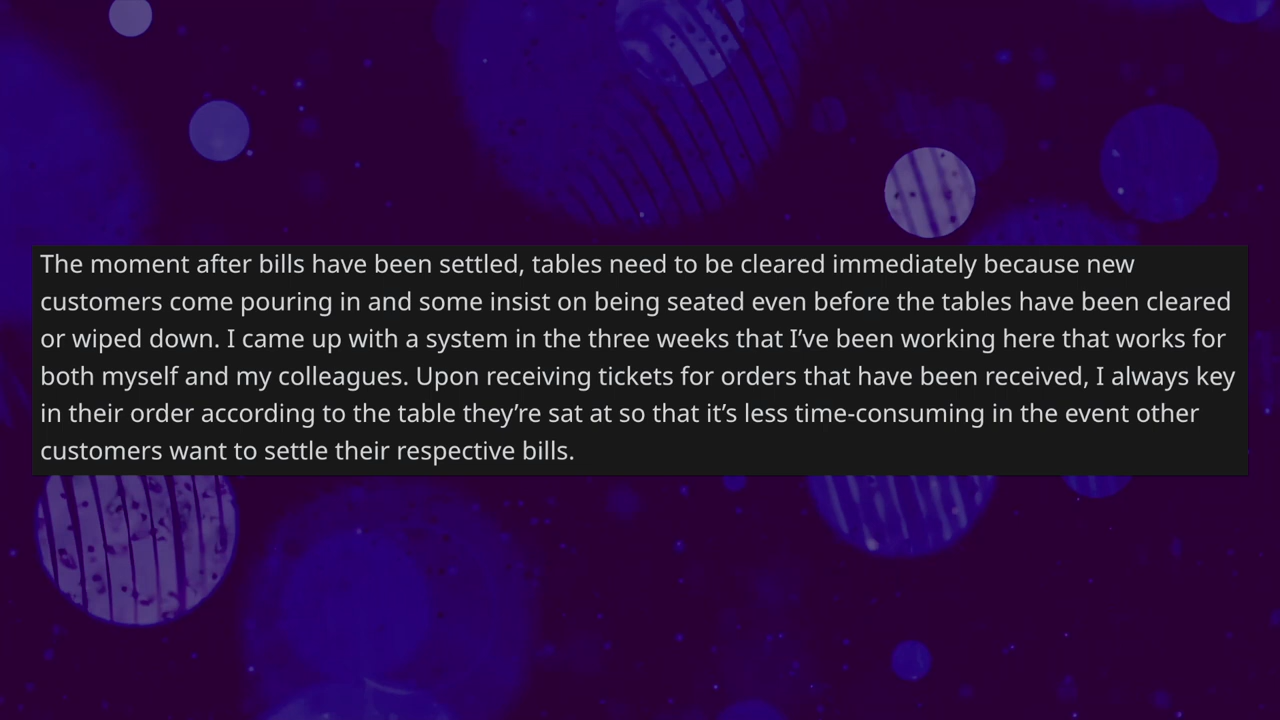 The moment after bills have been settled, tables need to be cleared immediately because new
customers come pouring in and some insist on being seated even before the tables have been cleared
or wiped down. I came up with a system in the three weeks that I’ve been working here that works for
both myself and my colleagues. Upon receiving tickets for orders that have been received, I always key
in their order according to the table they’re sat at so that it’s less time-consuming in the event other
customers want to settle their respective bills.